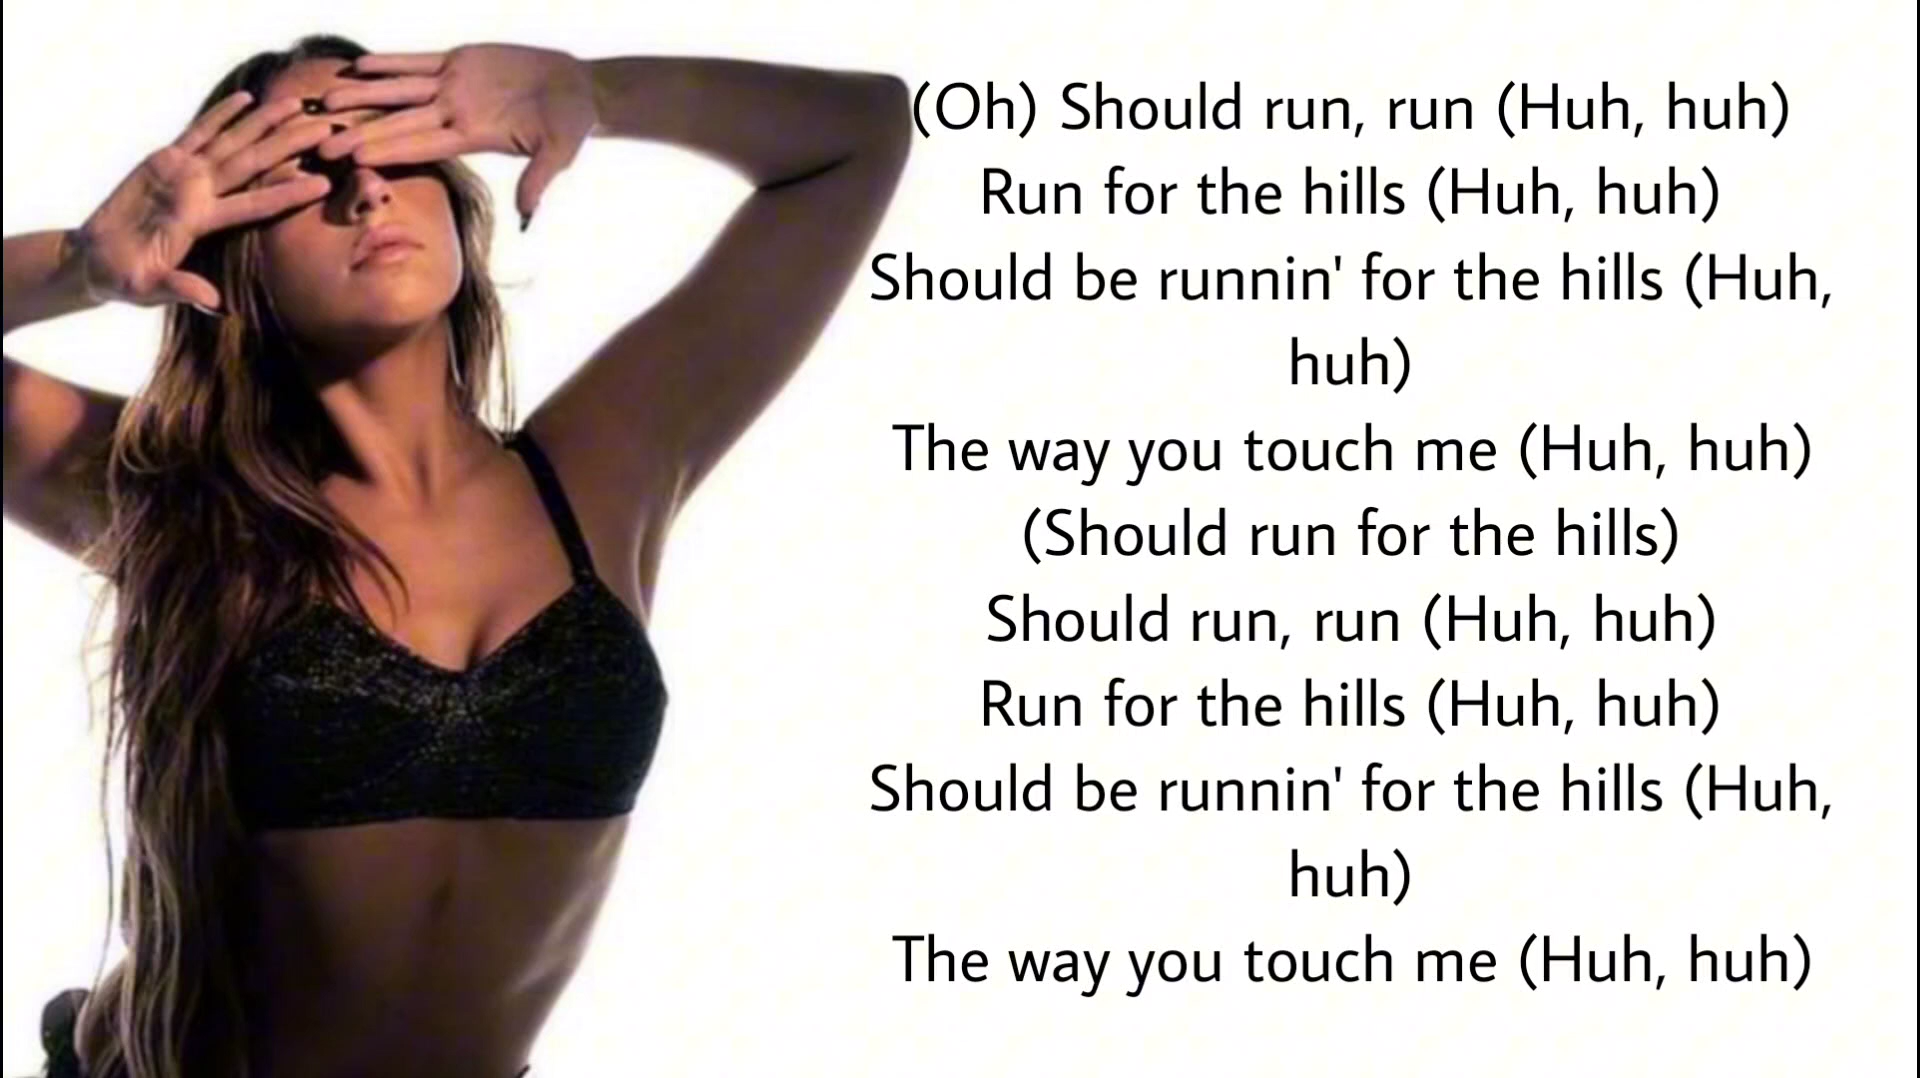 (Oh) Should run, run (Huh, huh)
Run for the hills (Huh, huh)
Should be runnin' for the hills (Huh,
huh)
The way you touch me (Huh, huh)
(Should run for the hills)
Should run, run (Huh, huh)
Run for the hills (Huh, huh)
Should be runnin' for the hills (Huh,
huh)
The way you touch me (Huh, huh)